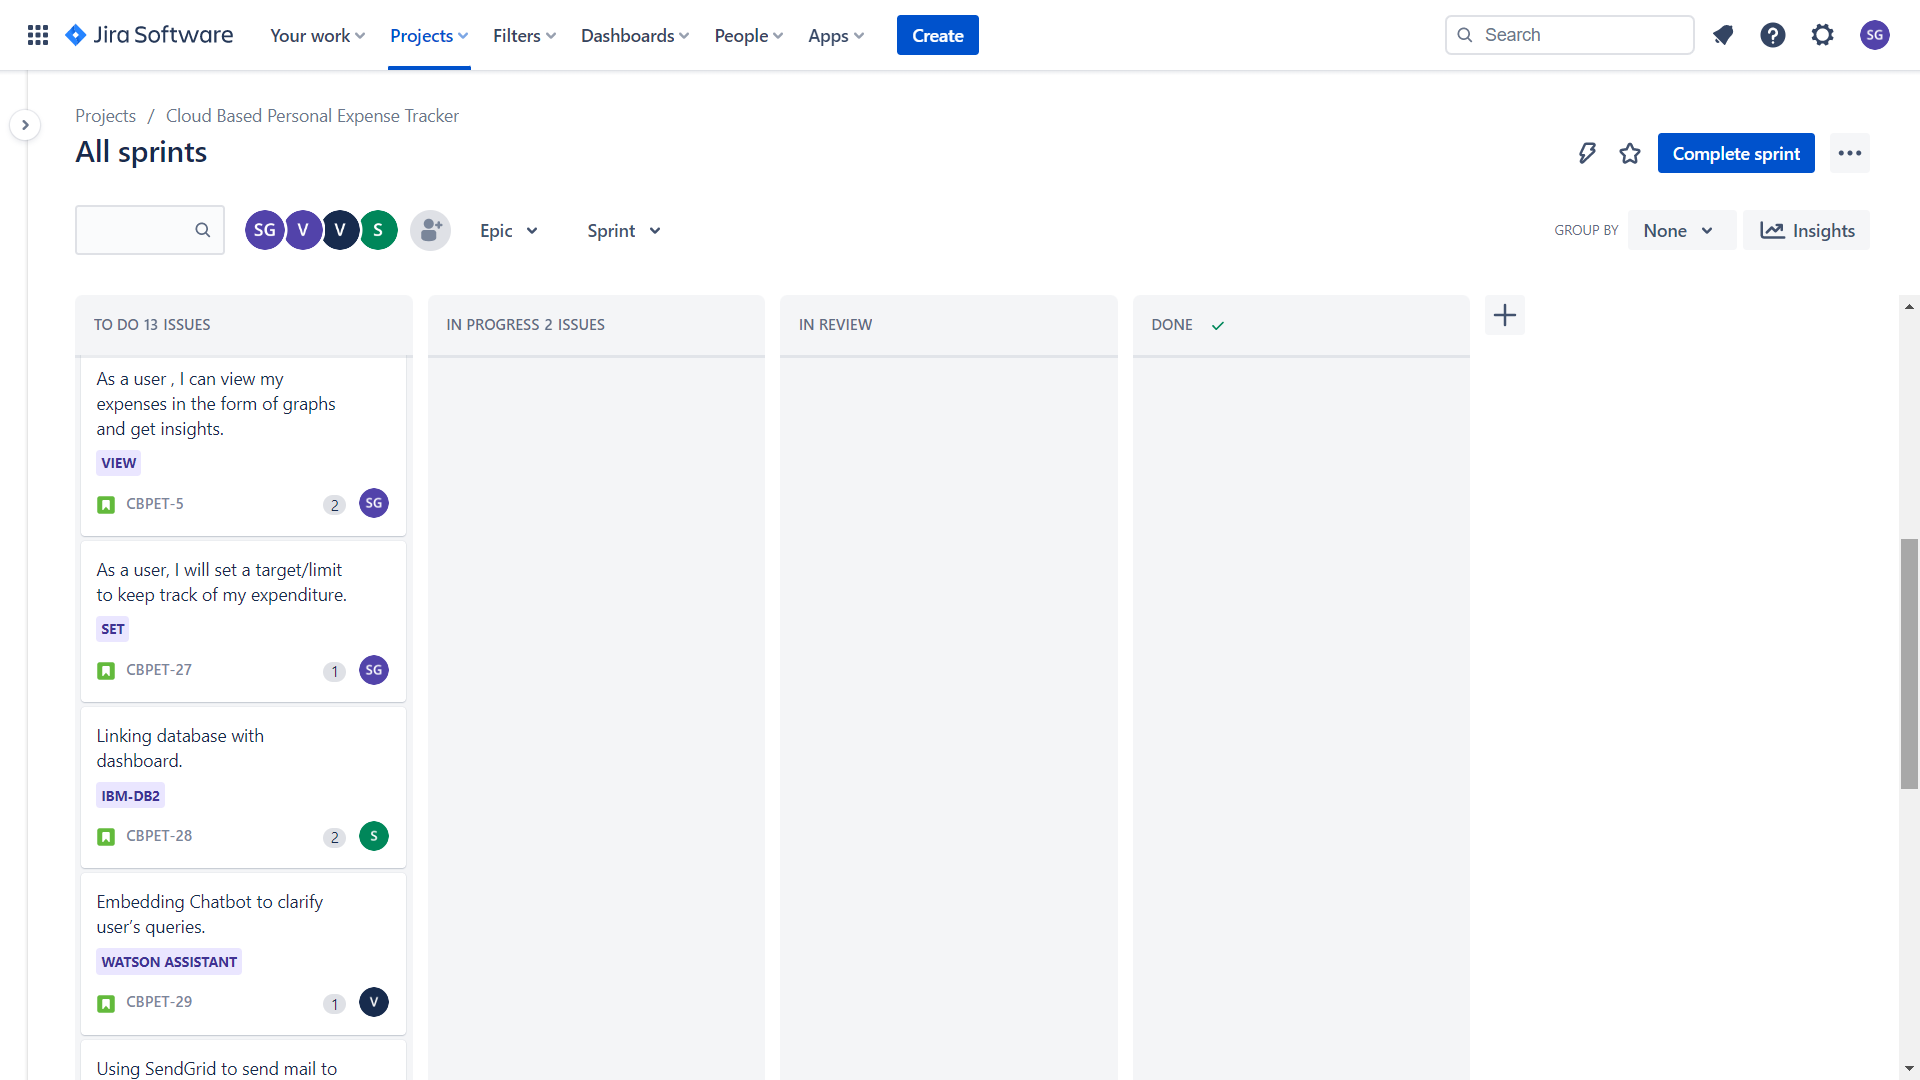 Jira Software
Your work
Projects
Filters
Dashboards
People
Apps
Create
Search
SG
Projects / Cloud Based Personal Expense Tracker
All sprints
Complete sprint
SG
V
V
S
Epic
Sprint
GROUP BY
None
Insights
TO DO 13 ISSUES
IN PROGRESS 2 ISSUES
IN REVIEW
DONE
As a user , I can view my
expenses in the form of graphs
and get insights.
VIEW
CBPET-5
2
SG
As a user, I will set a target/limit
to keep track of my expenditure.
SET
CBPET-27
1
SG
Linking database with
dashboard.
IBM-DB2
CBPET-28
2
S
Embedding Chatbot to clarify
user’s queries.
WATSON ASSISTANT
CBPET-29
1
V
Using SendGrid to send mail to